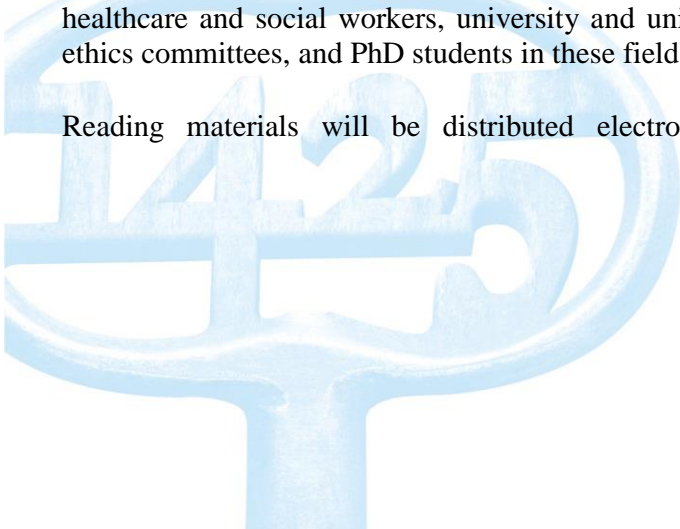 healthcare and social workers, university and uni
ethics committees, and PhD students in these field
Reading materials will be distributed electro
1425